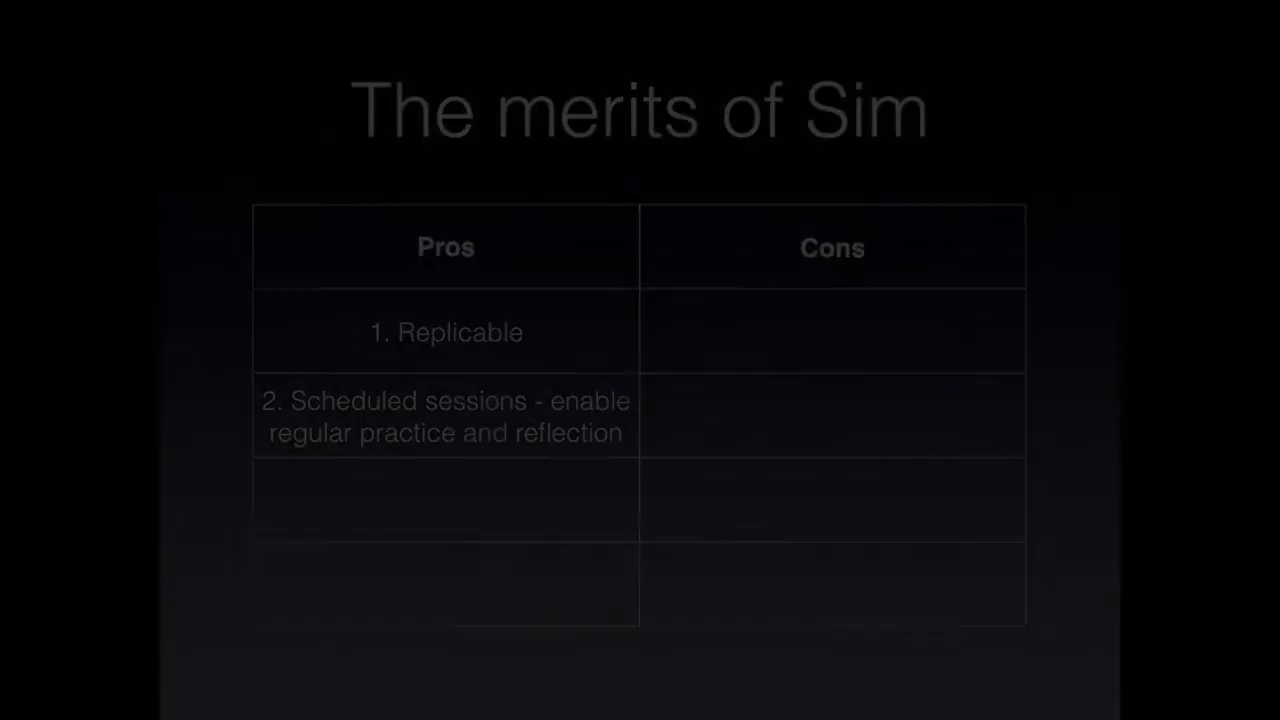 The merits of Sim
Pros
Cons
1. Replicable
2. Scheduled sessions - enable
regular practice and reflection